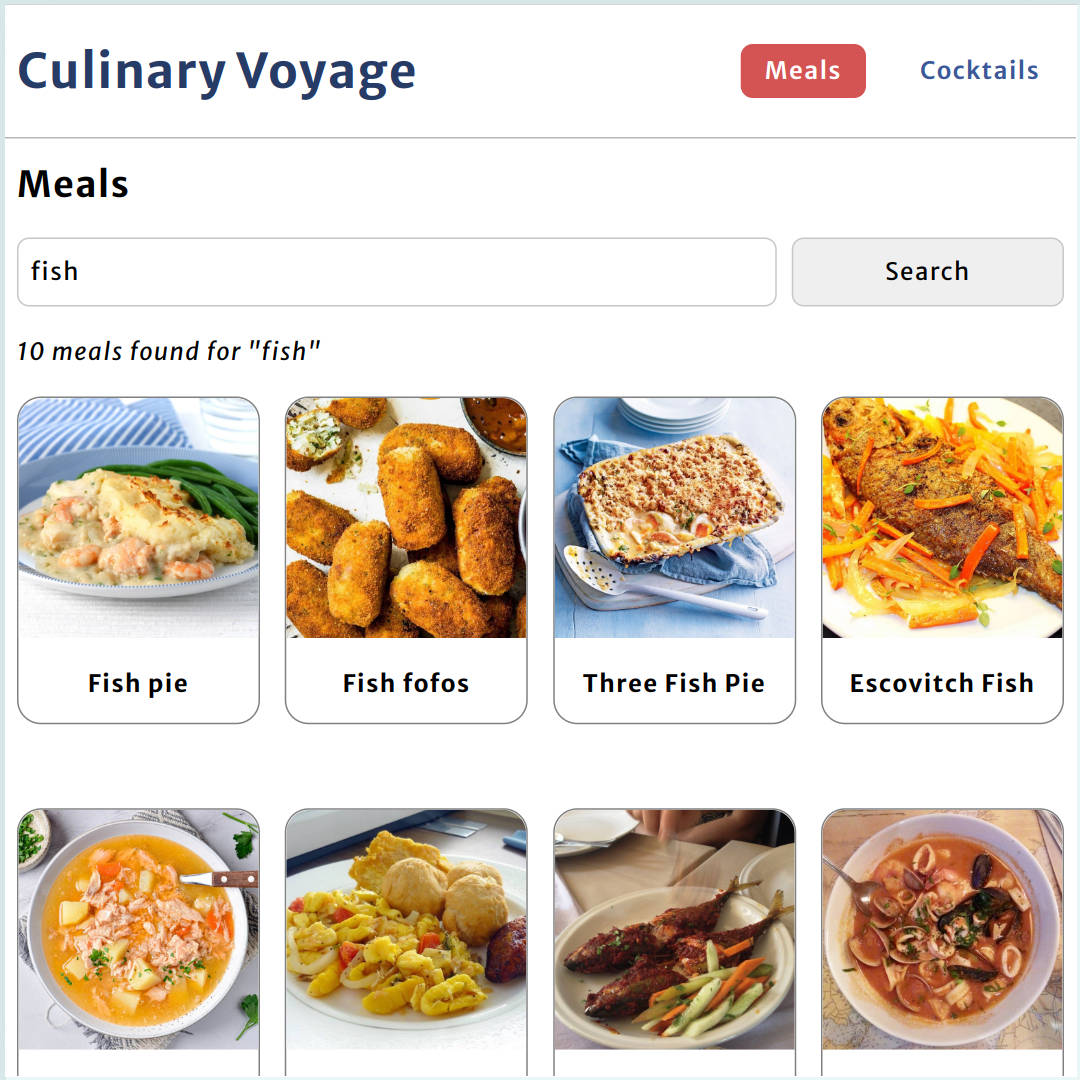 Culinary Voyage
Meals
Cocktails
Meals
fish
Search
10 meals found for "fish"
Fish pie
Fish fofos
Three Fish Pie
Escovitch Fish